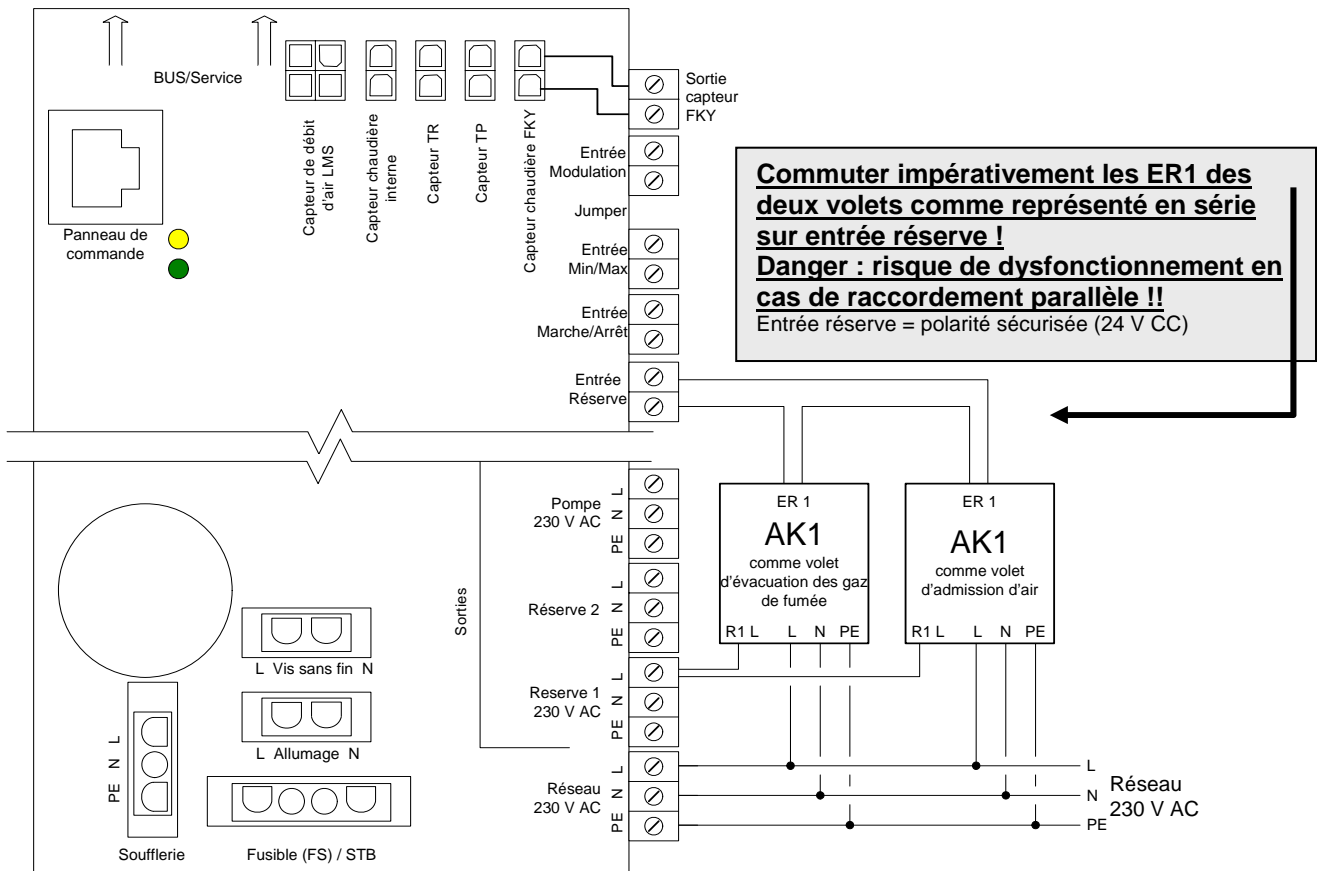 BUS/Service
Panneau de
commande
Capteur de débit
d'air LMS
Capteur chaudière
interne
Capteur TR
Capteur TP
Capteur chaudière FKY
Sortie
capteur
FKY
Entrée
Modulation
Jumper
Entrée
Min/Max
Entrée
Marche/Arrêt
Entrée
Réserve
Commuter impérativement les ER1 des
deux volets comme représenté en série
sur entrée réserve !
Danger : risque de dysfonctionnement en
cas de raccordement parallèle !!
Entrée réserve = polarité sécurisée (24 V CC)
Sorties
Pompe
230 V AC
L
N
PE
Réserve 2
L
N
PE
Reserve 1
230 V AC
L
N
PE
Réseau
230 V AC
L
N
PE
ER 1
AK1
comme volet
d'évacuation des gaz
de fumée
R1 L L N PE
ER 1
AK1
comme volet
d'admission d'air
R1 L L N PE
L
N
PE
Réseau
230 V AC
L Vis sans fin N
L Allumage N
L
N
PE
Soufflerie
Fusible (FS) / STB